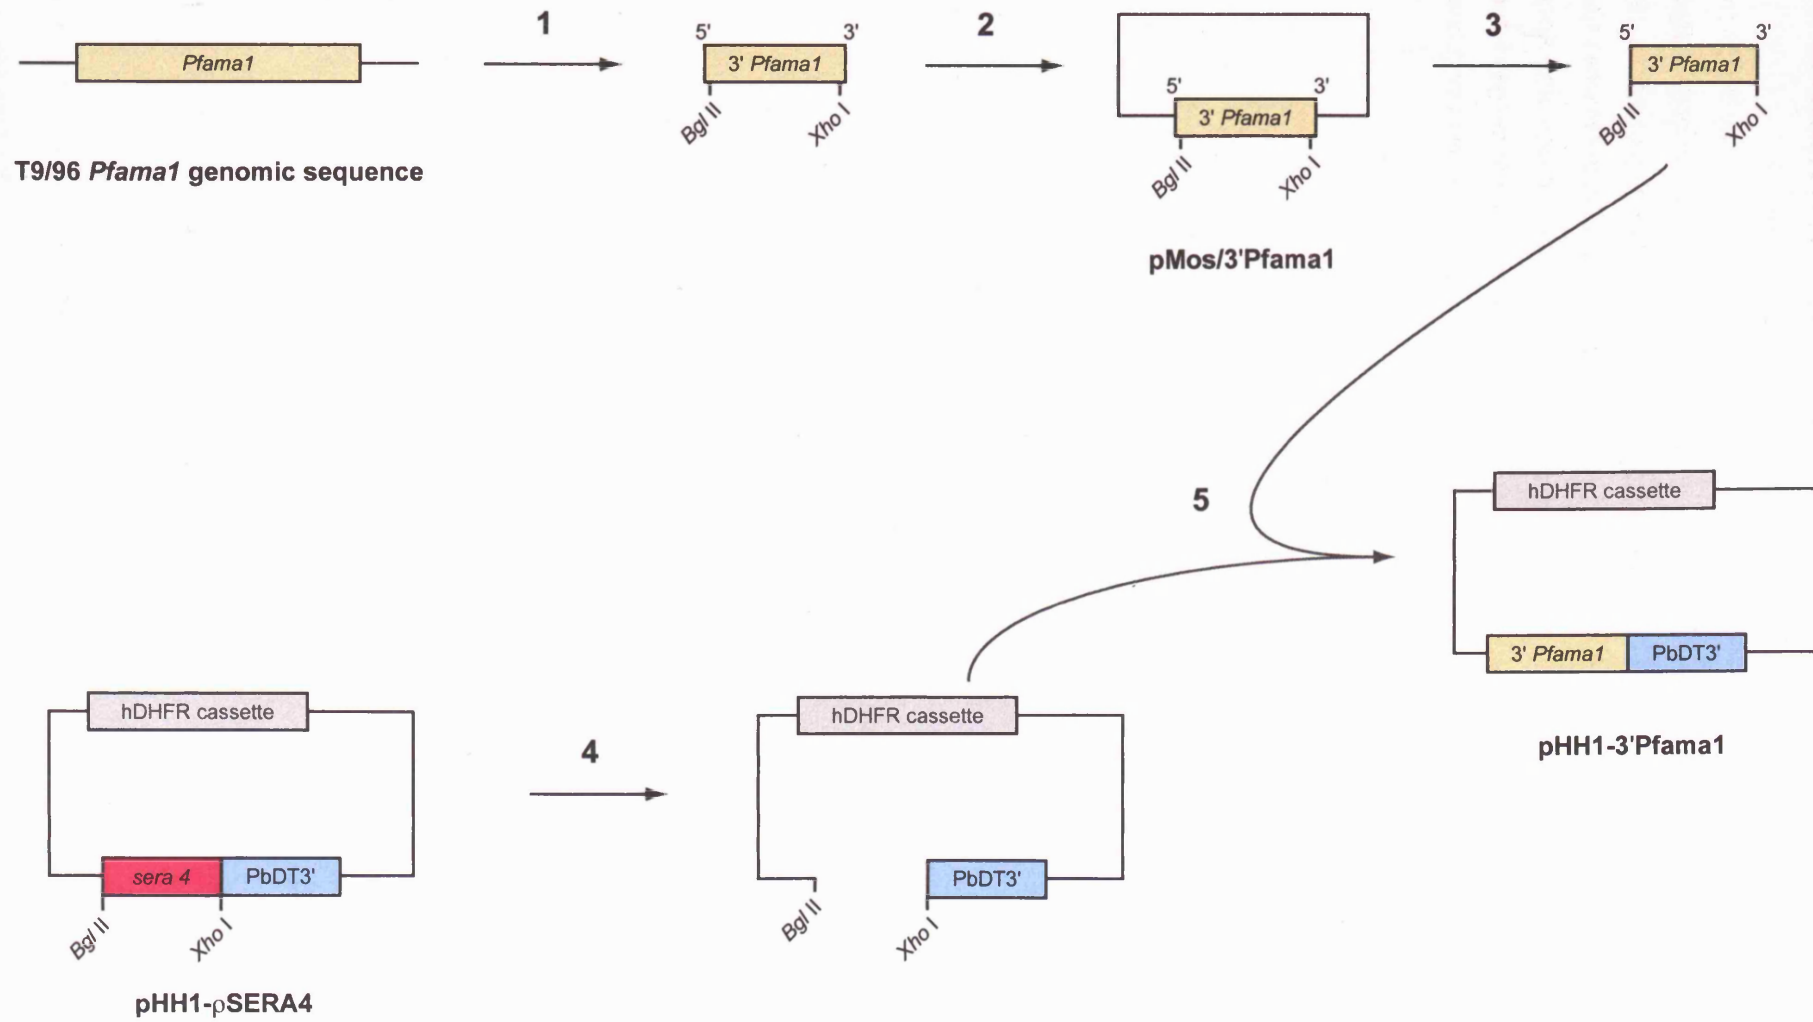 1
2
3
Pfama1
5' 3'
3' Pfama1
Bgl II
Xho I
5' 3'
3' Pfama1
Bgl II
Xho I
5' 3'
3' Pfama1
Bgl II
Xho I
T9/96 Pfama1 genomic sequence
pMos/3'Pfama1
5
hDHFR cassette
3' Pfama1
PbDT3'
pHH1-3'Pfama1
hDHFR cassette
sera 4
PbDT3'
Bgl II
Xho I
pHH1-ρSERA4
4
hDHFR cassette
PbDT3'
Bgl II
Xho I